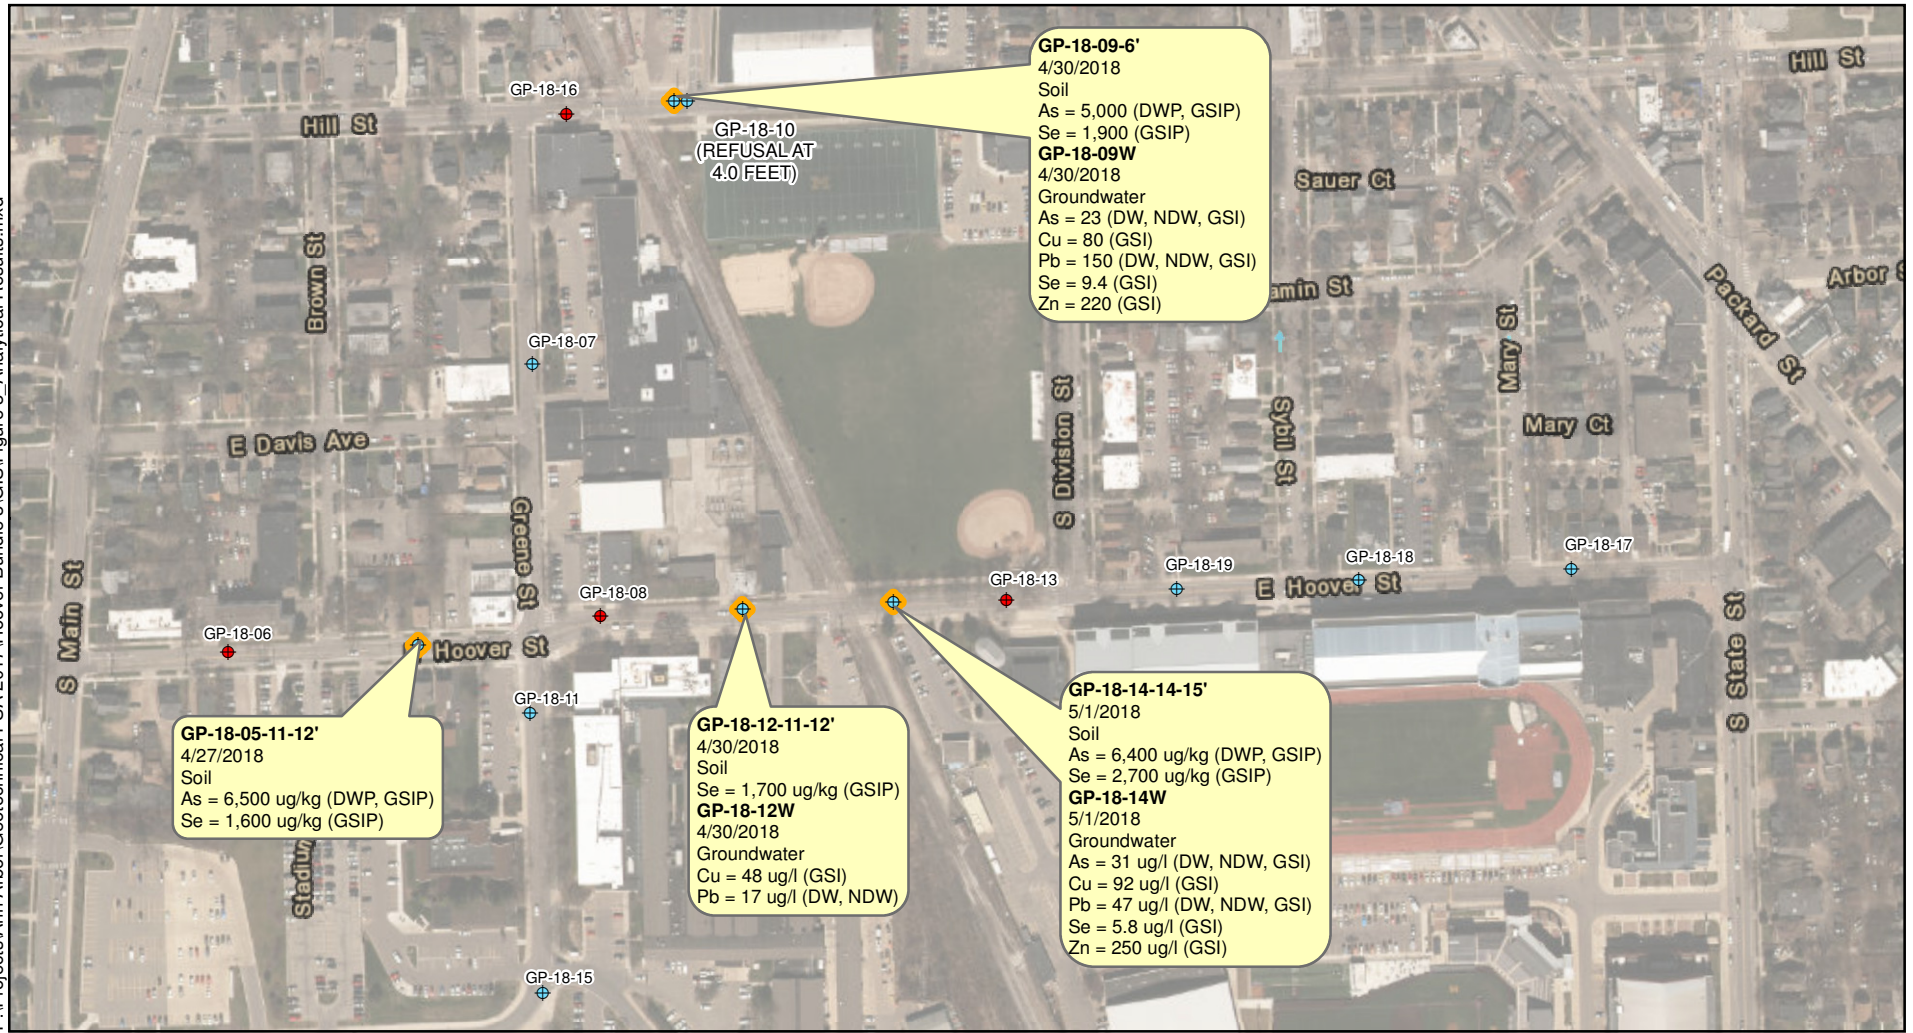 GP-18-09-6'
4/30/2018
Soil
As = 5,000 (DWP, GSIP)
Se = 1,900 (GSIP)
GP-18-09W
4/30/2018
Groundwater
As = 23 (DW, NDW, GSI)
Cu = 80 (GSI)
Pb = 150 (DW, NDW, GSI)
Se = 9.4 (GSI)
Zn = 220 (GSI)
Hill St
GP-18-16
Hill St
GP-18-10
(REFUSAL AT
4.0 FEET)
Sauer Ct
Brown St
amin St
Arbor S
Packard St
Mary St
GP-18-07
E Davis Ave
S Division St
Sybil St
Mary Ct
Greene St
GP-18-17
GP-18-18
GP-18-19
GP-18-13
E Hoover St
GP-18-08
S Main St
GP-18-06
Hoover St
S State St
GP-18-11
GP-18-05-11-12'
4/27/2018
Soil
As = 6,500 ug/kg (DWP, GSIP)
Se = 1,600 ug/kg (GSIP)
GP-18-12-11-12'
4/30/2018
Soil
Se = 1,700 ug/kg (GSIP)
GP-18-12W
4/30/2018
Groundwater
Cu = 48 ug/l (GSI)
Pb = 17 ug/l (DW, NDW)
GP-18-14-14-15'
5/1/2018
Soil
As = 6,400 ug/kg (DWP, GSIP)
Se = 2,700 ug/kg (GSIP)
GP-18-14W
5/1/2018
Groundwater
As = 31 ug/l (DW, NDW, GSI)
Cu = 92 ug/l (GSI)
Pb = 47 ug/l (DW, NDW, GSI)
Se = 5.8 ug/l (GSI)
Zn = 250 ug/l (GSI)
Stadium
GP-18-15